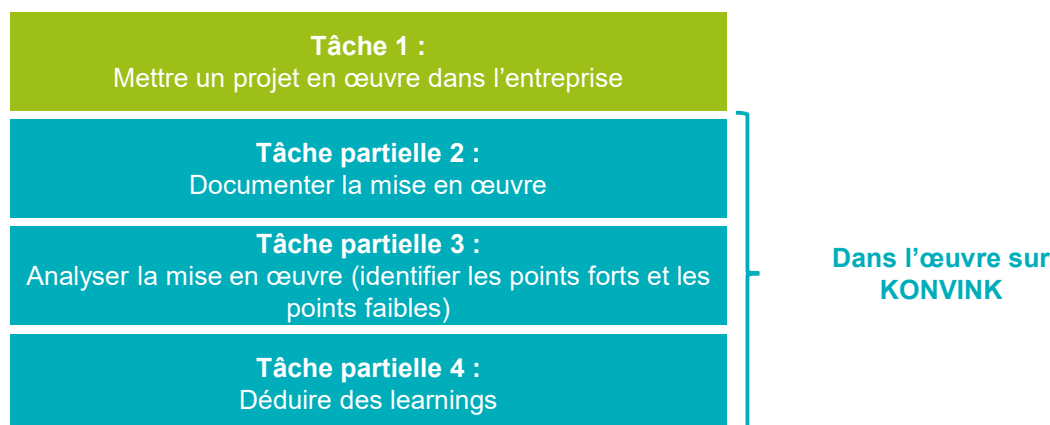 Tâche 1 :
Mettre un projet en œuvre dans l’entreprise
Tâche partielle 2 :
Documenter la mise en œuvre
Tâche partielle 3 :
Analyser la mise en œuvre (identifier les points forts et les
points faibles)
Tâche partielle 4 :
Déduire des learnings
Dans l’œuvre sur
KONVINK